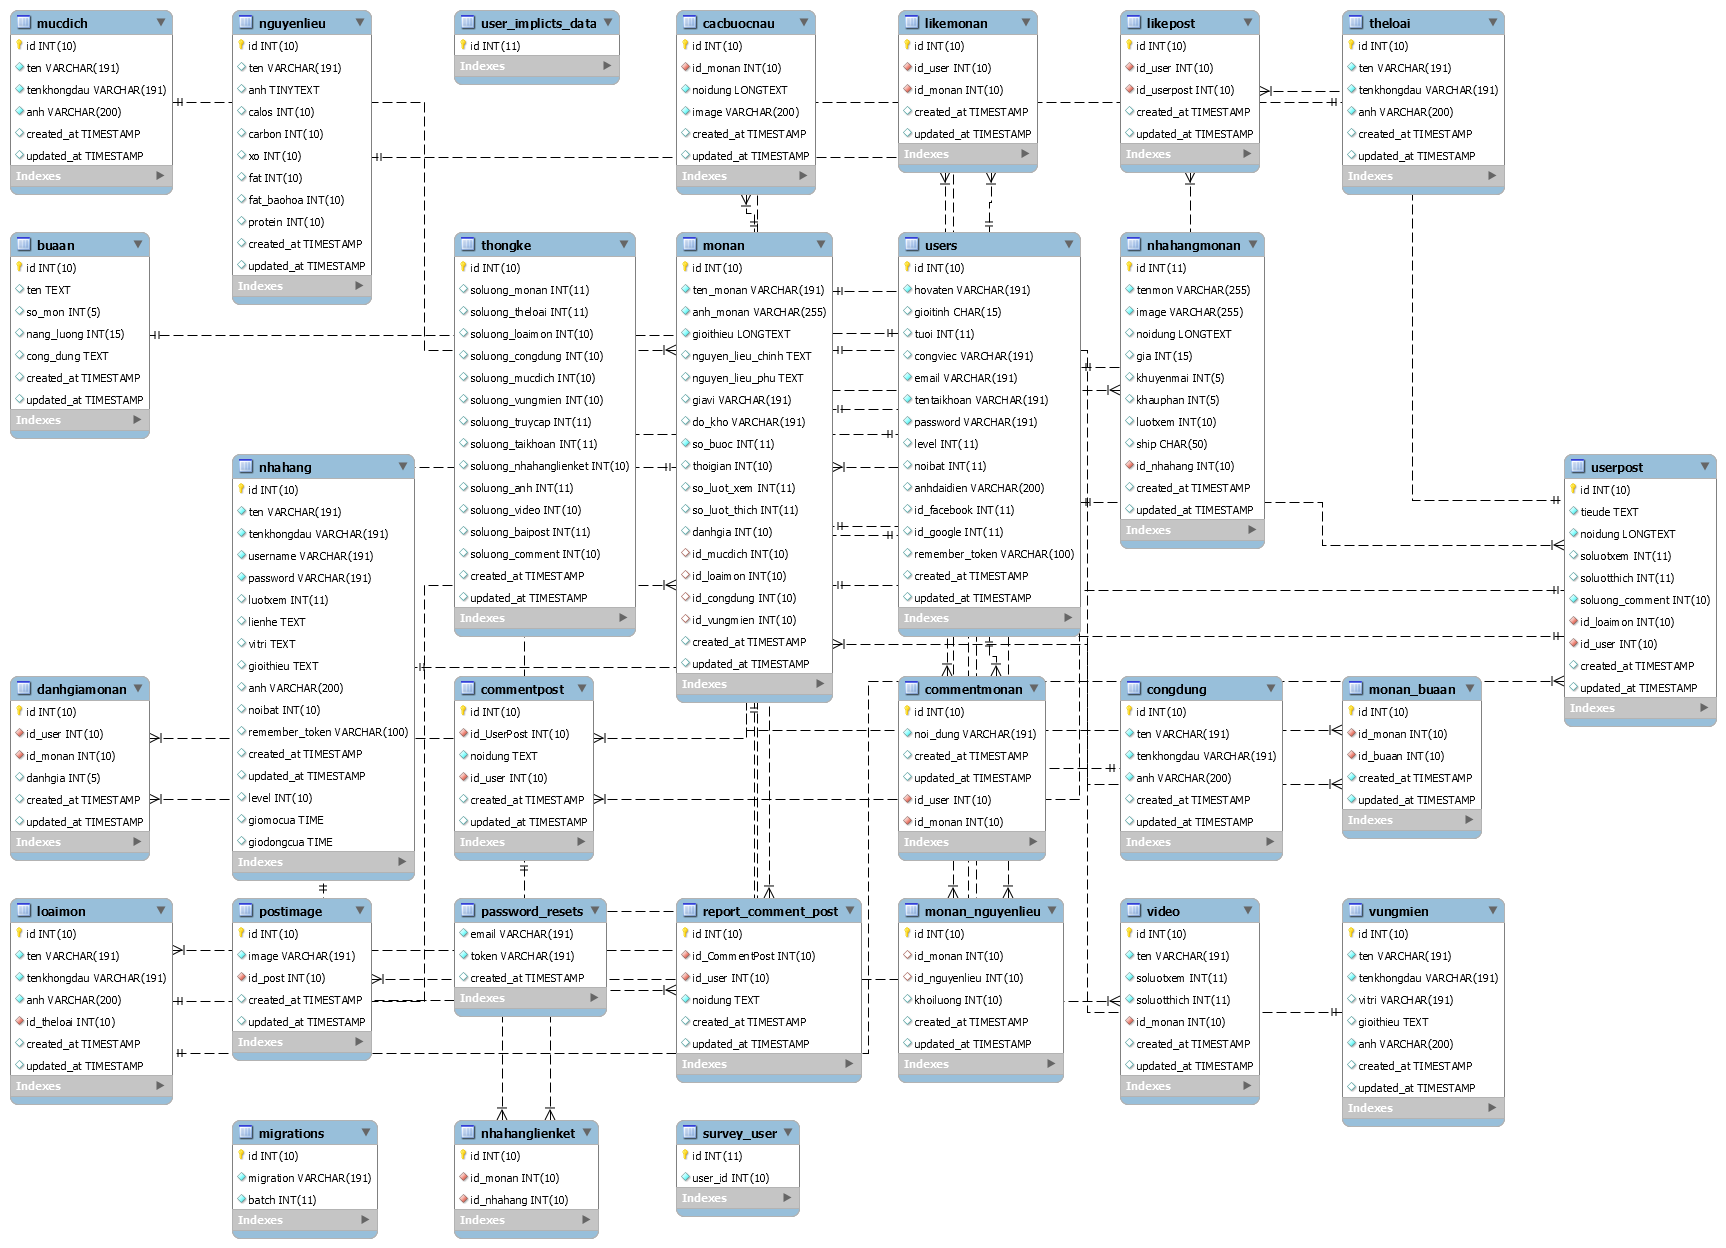 mucdich
id INT(10)
ten VARCHAR(191)
tenkhongdau VARCHAR(191)
anh VARCHAR(200)
created_at TIMESTAMP
updated_at TIMESTAMP
Indexes
nguyenlieu
id INT(10)
ten VARCHAR(191)
anh TINYTEXT
calos INT(10)
carbon INT(10)
xo INT(10)
fat INT(10)
fat_baohoa INT(10)
protein INT(10)
created_at TIMESTAMP
updated_at TIMESTAMP
Indexes
user_implicts_data
id INT(11)
Indexes
cacbuocnau
id INT(10)
id_monan INT(10)
noidung LONGTEXT
image VARCHAR(200)
created_at TIMESTAMP
updated_at TIMESTAMP
Indexes
likemonan
id INT(10)
id_user INT(10)
id_monan INT(10)
created_at TIMESTAMP
updated_at TIMESTAMP
Indexes
likepost
id INT(10)
id_user INT(10)
id_userpost INT(10)
created_at TIMESTAMP
updated_at TIMESTAMP
Indexes
theloai
id INT(10)
ten VARCHAR(191)
tenkhongdau VARCHAR(191)
anh VARCHAR(200)
created_at TIMESTAMP
updated_at TIMESTAMP
Indexes
buaan
id INT(10)
ten TEXT
so_mon INT(5)
nang_luong INT(15)
cong_dung TEXT
created_at TIMESTAMP
updated_at TIMESTAMP
Indexes
thongke
id INT(10)
soluong_monan INT(11)
soluong_theloai INT(11)
soluong_loaimon INT(10)
soluong_congdung INT(10)
soluong_mucdich INT(10)
soluong_vungmien INT(10)
soluong_truycap INT(11)
soluong_taikhoan INT(11)
soluong_nhahanglienket INT(10)
soluong_anh INT(11)
soluong_video INT(10)
soluong_baipost INT(11)
soluong_comment INT(10)
created_at TIMESTAMP
updated_at TIMESTAMP
Indexes
monan
id INT(10)
ten_monan VARCHAR(191)
anh_monan VARCHAR(255)
gioithieu LONGTEXT
nguyen_lieu_chinh TEXT
nguyen_lieu_phu TEXT
giavi VARCHAR(191)
do_kho VARCHAR(191)
so_buoc INT(11)
thoigian INT(10)
so_luot_xem INT(11)
so_luot_thich INT(11)
danhgia INT(10)
id_mucdich INT(10)
id_loaimon INT(10)
id_congdung INT(10)
id_vungmien INT(10)
created_at TIMESTAMP
updated_at TIMESTAMP
Indexes
users
id INT(10)
hovaten VARCHAR(191)
gioitinh CHAR(15)
tuoi INT(11)
congviec VARCHAR(191)
email VARCHAR(191)
tentaikhoan VARCHAR(191)
password VARCHAR(191)
level INT(11)
noibat INT(11)
anhdaidien VARCHAR(200)
id_facebook INT(11)
id_google INT(11)
remember_token VARCHAR(100)
created_at TIMESTAMP
updated_at TIMESTAMP
Indexes
nhahangmonan
id INT(11)
tenmon VARCHAR(255)
image VARCHAR(255)
noidung LONGTEXT
gia INT(15)
khuyenmai INT(5)
khauphan INT(5)
luotxem INT(10)
ship CHAR(50)
id_nhahang INT(10)
created_at TIMESTAMP
updated_at TIMESTAMP
Indexes
nhahang
id INT(10)
ten VARCHAR(191)
tenkhongdau VARCHAR(191)
username VARCHAR(191)
password VARCHAR(191)
luotxem INT(11)
lienhe TEXT
vitri TEXT
gioithieu TEXT
anh VARCHAR(200)
noibat INT(10)
remember_token VARCHAR(100)
created_at TIMESTAMP
updated_at TIMESTAMP
level INT(10)
giomocua TIME
giodongcua TIME
Indexes
userpost
id INT(10)
tieude TEXT
noidung LONGTEXT
soluotxem INT(11)
soluotthich INT(11)
soluong_comment INT(10)
id_loaimon INT(10)
id_user INT(10)
created_at TIMESTAMP
updated_at TIMESTAMP
Indexes
danhgiamonan
id INT(10)
id_user INT(10)
id_monan INT(10)
danhgia INT(5)
created_at TIMESTAMP
updated_at TIMESTAMP
Indexes
commentpost
id INT(10)
id_UserPost INT(10)
noidung TEXT
id_user INT(10)
created_at TIMESTAMP
updated_at TIMESTAMP
Indexes
commentmonan
id INT(10)
noi_dung VARCHAR(191)
created_at TIMESTAMP
updated_at TIMESTAMP
id_user INT(10)
id_monan INT(10)
Indexes
congdung
id INT(10)
ten VARCHAR(191)
tenkhongdau VARCHAR(191)
anh VARCHAR(200)
created_at TIMESTAMP
updated_at TIMESTAMP
Indexes
monan_buaan
id INT(10)
id_monan INT(10)
id_buaan INT(10)
created_at TIMESTAMP
updated_at TIMESTAMP
Indexes
loaimon
id INT(10)
ten VARCHAR(191)
tenkhongdau VARCHAR(191)
anh VARCHAR(200)
id_theloai INT(10)
created_at TIMESTAMP
updated_at TIMESTAMP
Indexes
postimage
id INT(10)
image VARCHAR(191)
id_post INT(10)
created_at TIMESTAMP
updated_at TIMESTAMP
Indexes
password_resets
email VARCHAR(191)
token VARCHAR(191)
created_at TIMESTAMP
Indexes
report_comment_post
id INT(10)
id_CommentPost INT(10)
id_user INT(10)
noidung TEXT
created_at TIMESTAMP
updated_at TIMESTAMP
Indexes
monan_nguyenlieu
id INT(10)
id_monan INT(10)
id_nguyenlieu INT(10)
khoiluong INT(10)
created_at TIMESTAMP
updated_at TIMESTAMP
Indexes
video
id INT(10)
ten VARCHAR(191)
soluotxem INT(11)
soluotthich INT(11)
id_monan INT(10)
created_at TIMESTAMP
updated_at TIMESTAMP
Indexes
vungmien
id INT(10)
ten VARCHAR(191)
tenkhongdau VARCHAR(191)
vitri VARCHAR(191)
gioithieu TEXT
anh VARCHAR(200)
created_at TIMESTAMP
updated_at TIMESTAMP
Indexes
migrations
id INT(10)
migration VARCHAR(191)
batch INT(11)
Indexes
nhahanglienket
id INT(10)
id_monan INT(10)
id_nhahang INT(10)
Indexes
survey_user
id INT(11)
user_id INT(10)
Indexes